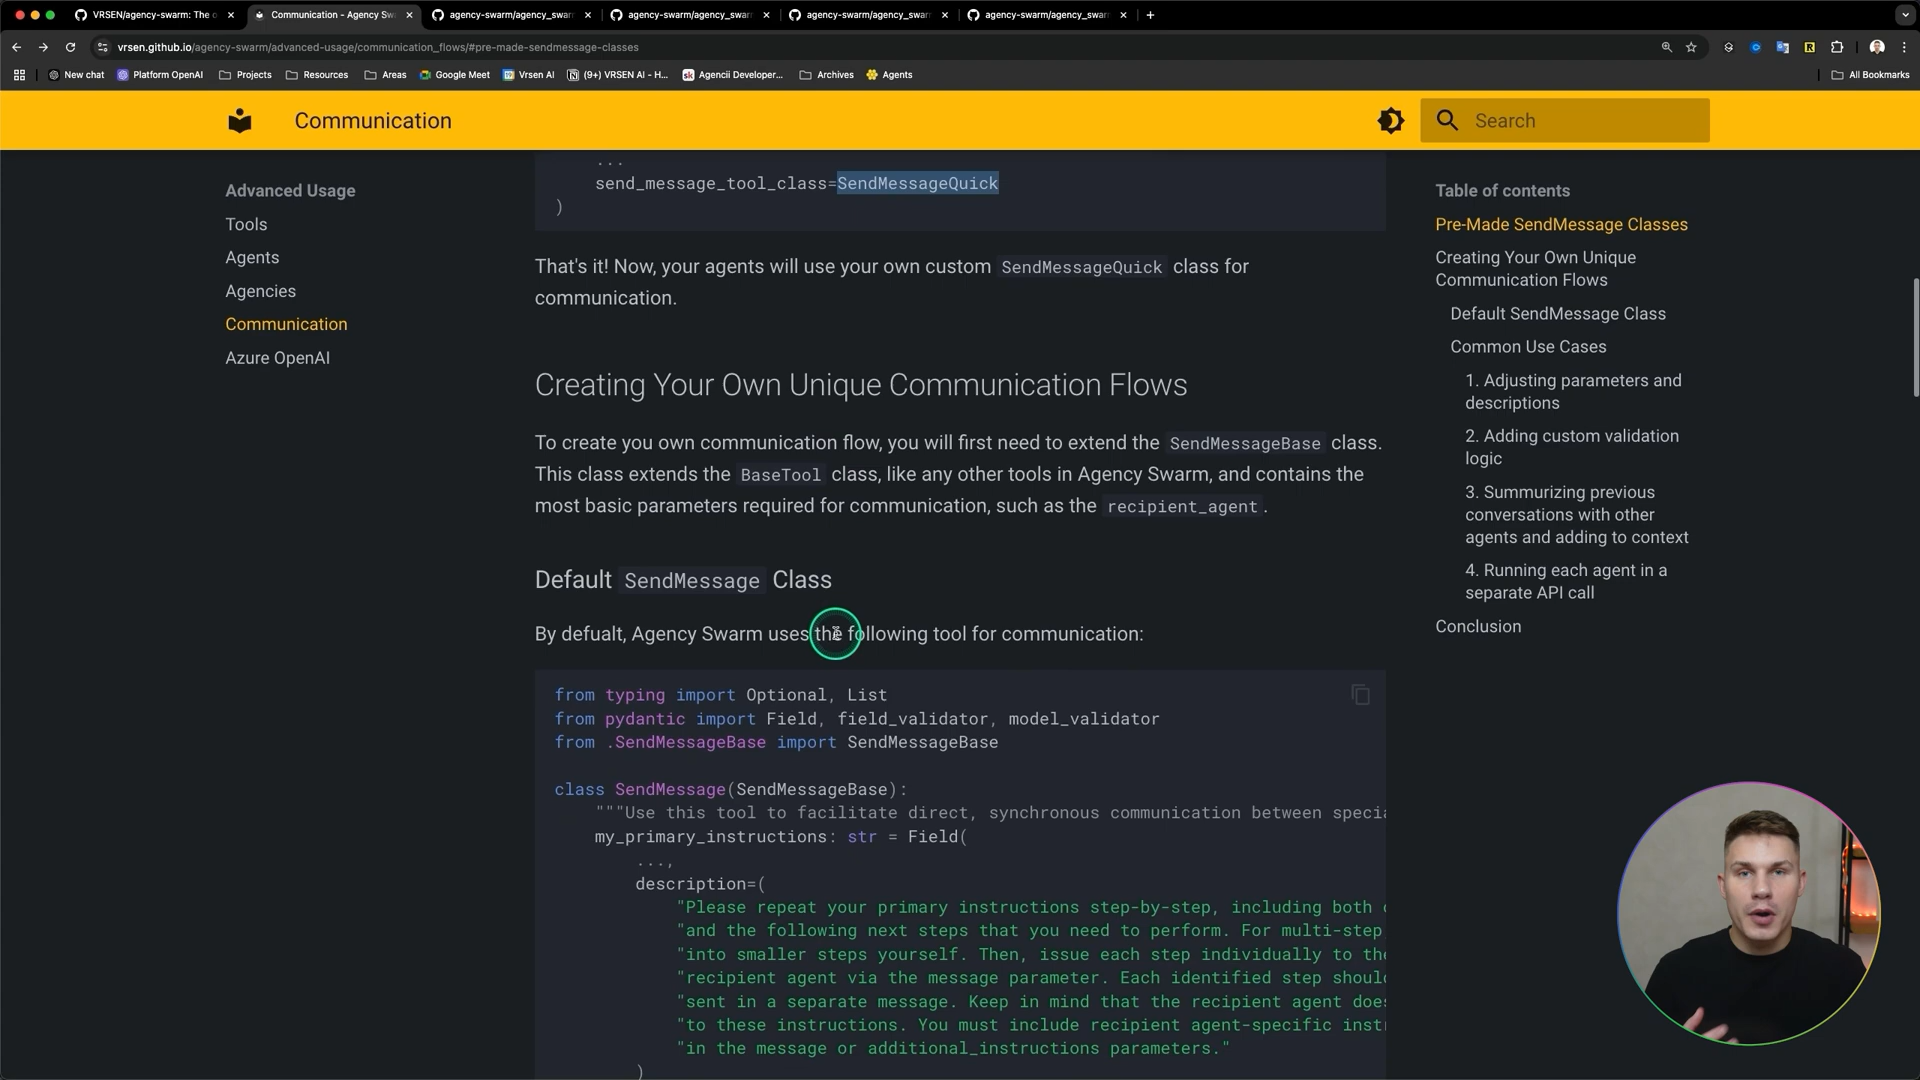 VRSEN/agency-swarm: The o
Communication - Agency Sw
agency-swarm/agency_swar
agency-swarm/agency_swar
agency-swarm/agency_swar
agency-swarm/agency_swar
vrsen.github.io/agency-swarm/advanced-usage/communication_flows/#pre-made-sendmessage-classes
New chat
Platform OpenAI
Projects
Resources
Areas
Google Meet
Vrsen AI
(9+) VRSEN AI - H...
Agencii Developer...
Archives
Agents
All Bookmarks
Communication
Search
Advanced Usage
Tools
Agents
Agencies
Communication
Azure OpenAI
...
send_message_tool_class=SendMessageQuick
)
That's it! Now, your agents will use your own custom SendMessageQuick class for
communication.
Creating Your Own Unique Communication Flows
To create you own communication flow, you will first need to extend the SendMessageBase class.
This class extends the BaseTool class, like any other tools in Agency Swarm, and contains the
most basic parameters required for communication, such as the recipient_agent.
Default SendMessage Class
By defualt, Agency Swarm uses the following tool for communication:
from typing import Optional, List
from pydantic import Field, field_validator, model_validator
from .SendMessageBase import SendMessageBase
class SendMessage(SendMessageBase):
"""Use this tool to facilitate direct, synchronous communication between specia
my_primary_instructions: str = Field(
...,
description=(
"Please repeat your primary instructions step-by-step, including both
"and the following next steps that you need to perform. For multi-step
"into smaller steps yourself. Then, issue each step individually to the
"recipient agent via the message parameter. Each identified step shoul
"sent in a separate message. Keep in mind that the recipient agent does
"to these instructions. You must include recipient agent-specific inst
"in the message or additional_instructions parameters."
)
Table of contents
Pre-Made SendMessage Classes
Creating Your Own Unique
Communication Flows
Default SendMessage Class
Common Use Cases
1. Adjusting parameters and
descriptions
2. Adding custom validation
logic
3. Summurizing previous
conversations with other
agents and adding to context
4. Running each agent in a
separate API call
Conclusion